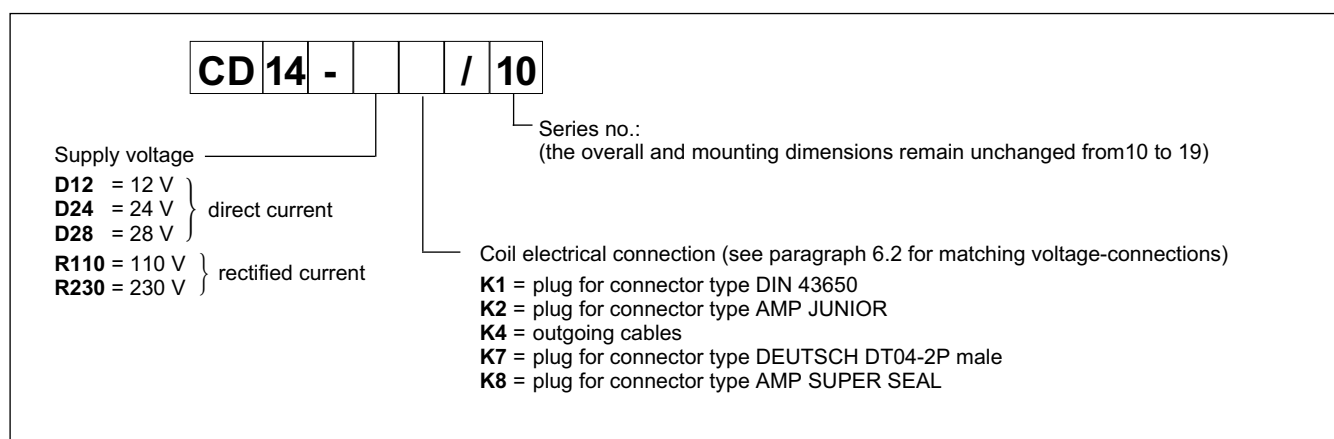 CD 14 - / 10
Series no.:
(the overall and mounting dimensions remain unchanged from10 to 19)
Supply voltage
D12 = 12 V
D24 = 24 V
direct current
D28 = 28 V
R110 = 110 V
rectified current
R230 = 230 V
Coil electrical connection (see paragraph 6.2 for matching voltage-connections)
K1 = plug for connector type DIN 43650
K2 = plug for connector type AMP JUNIOR
K4 = outgoing cables
K7 = plug for connector type DEUTSCH DT04-2P male
K8 = plug for connector type AMP SUPER SEAL